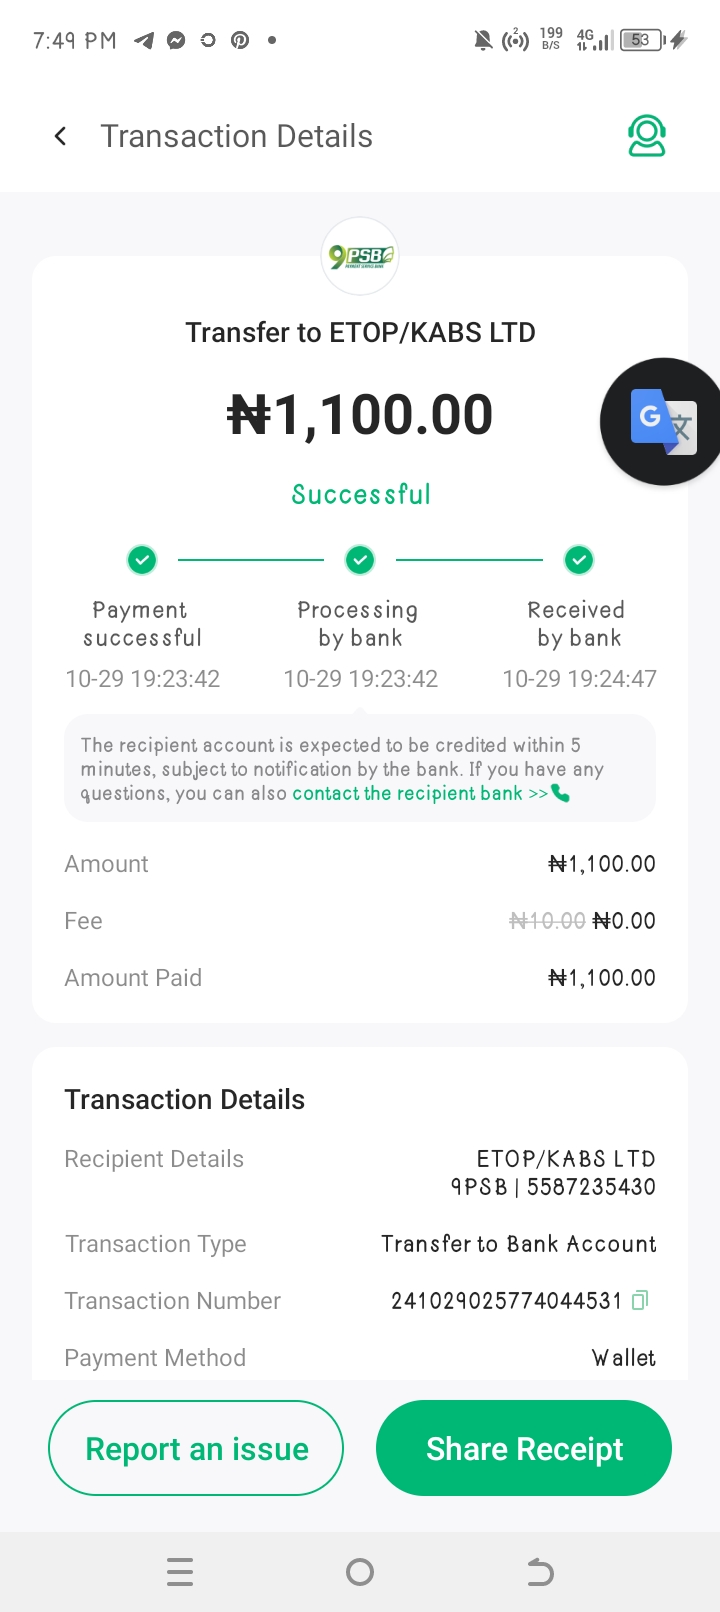 7:49 PM
2 199 B/S 4G 53
Transaction Details
9PSB
PAYMENT SERVICE BANK
Transfer to ETOP/KABS LTD
₦1,100.00
G 文
Successful
Payment successful
Processing by bank
Received by bank
10-29 19:23:42
10-29 19:23:42
10-29 19:24:47
The recipient account is expected to be credited within 5
minutes, subject to notification by the bank. If you have any
questions, you can also contact the recipient bank >>
Amount ₦1,100.00
Fee ₦10.00 ₦0.00
Amount Paid ₦1,100.00
Transaction Details
Recipient Details ETOP/KABS LTD
9PSB | 5587235430
Transaction Type Transfer to Bank Account
Transaction Number 241029025774044531
Payment Method Wallet
Report an issue
Share Receipt